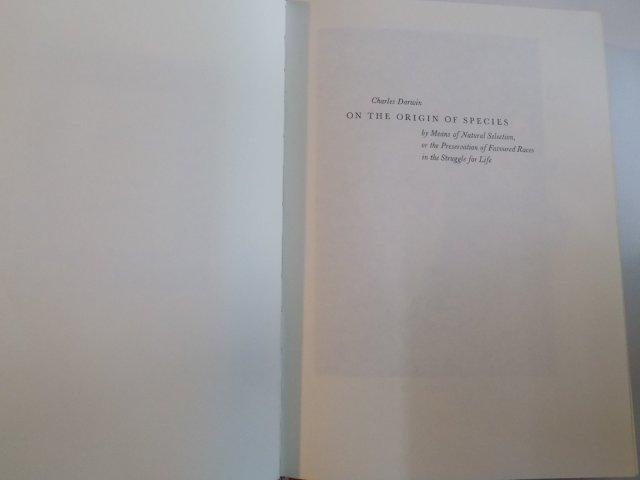 Charles Darwin
ON THE ORIGIN OF SPECIES
by Means of Natural Selection,
or the Preservation of Favoured Races
in the Struggle for Life